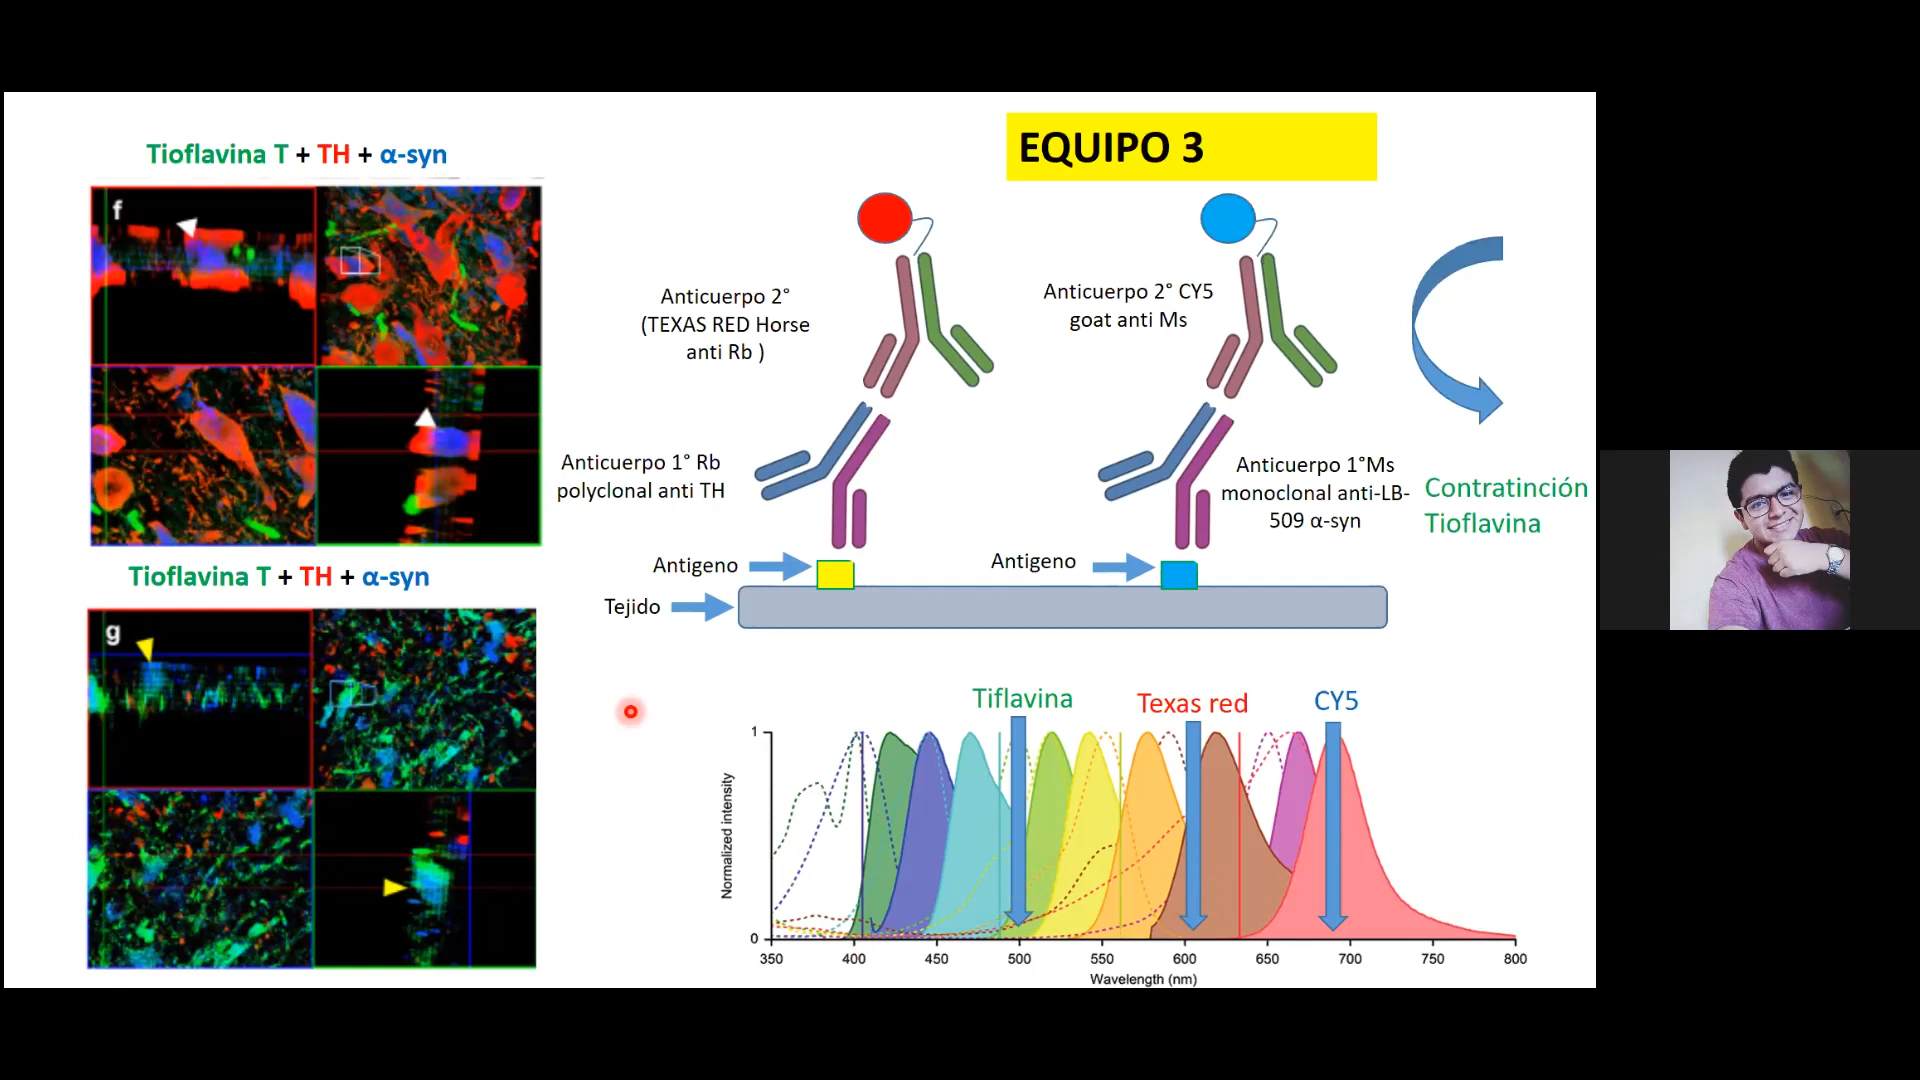 EQUIPO 3
Tioflavina T + TH + α-syn
f
Tioflavina T + TH + α-syn
g
Anticuerpo 2°
(TEXAS RED Horse
anti Rb )
Anticuerpo 2° CY5
goat anti Ms
Anticuerpo 1° Rb
polyclonal anti TH
Anticuerpo 1°Ms
monoclonal anti-LB-
509 α-syn
Contratinción
Tioflavina
Antigeno
Antigeno
Tejido
Tiflavina
Texas red
CY5
1
Normalized intensity
0
350 400 450 500 550 600 650 700 750 800
Wavelength (nm)